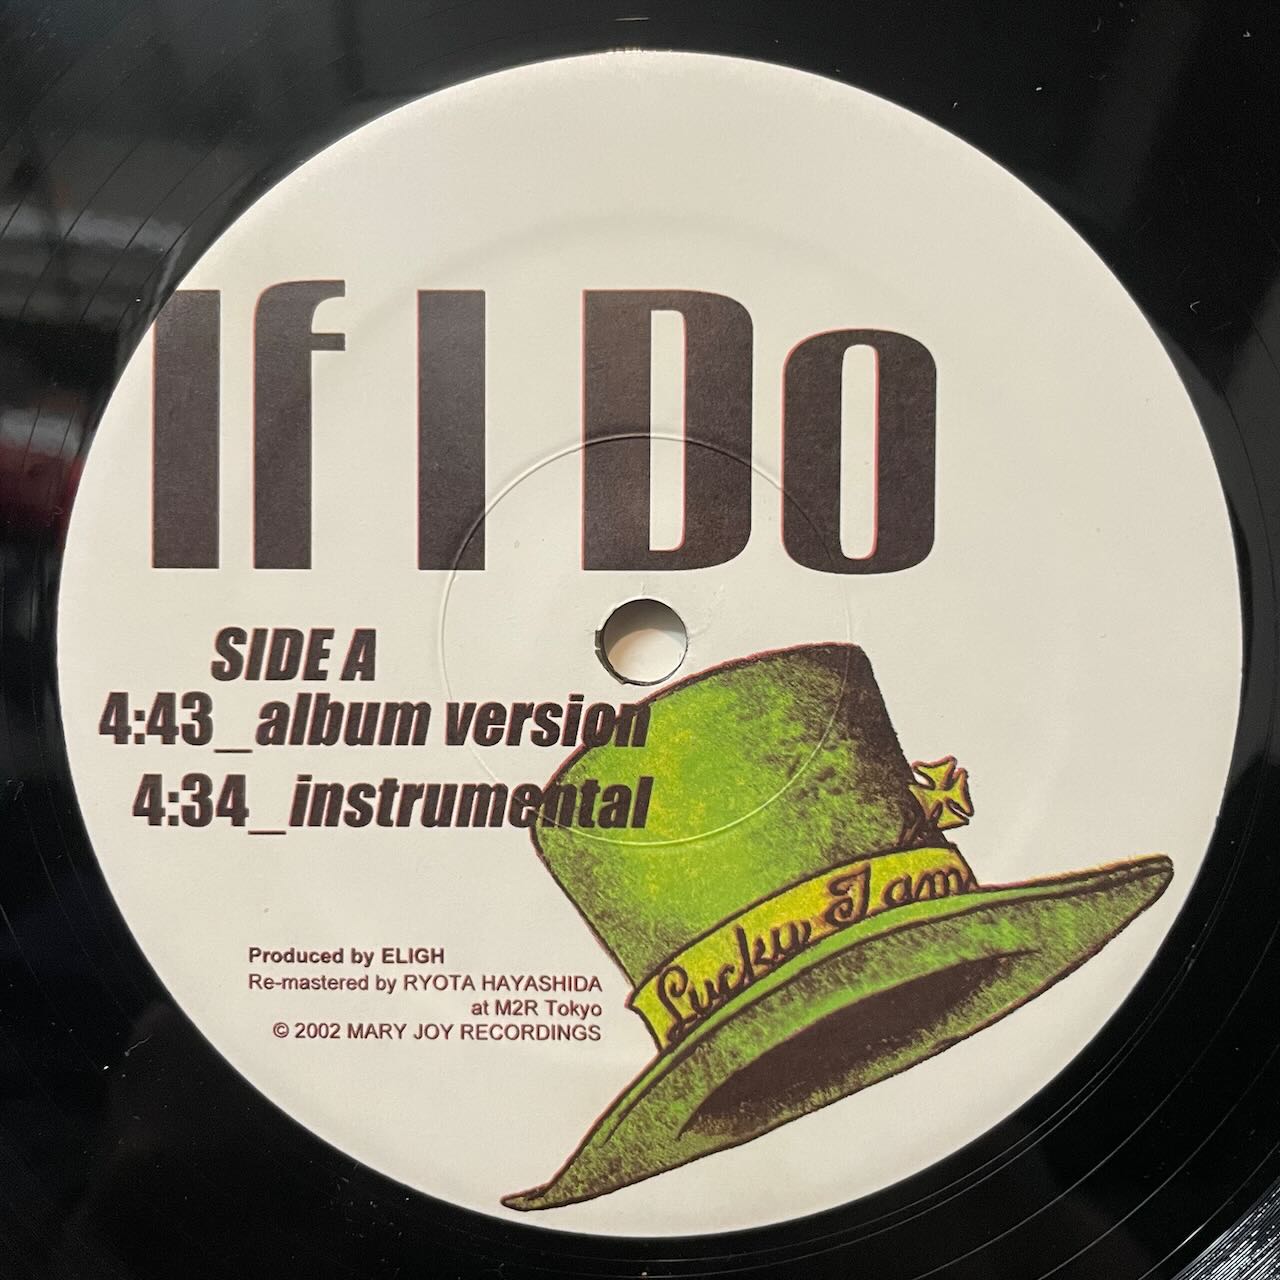 If I Do
SIDE A
4:43_album version
4:34_instrumental
Lucky I am
Produced by ELIGH
Re-mastered by RYOTA HAYASHIDA
at M2R Tokyo
© 2002 MARY JOY RECORDINGS